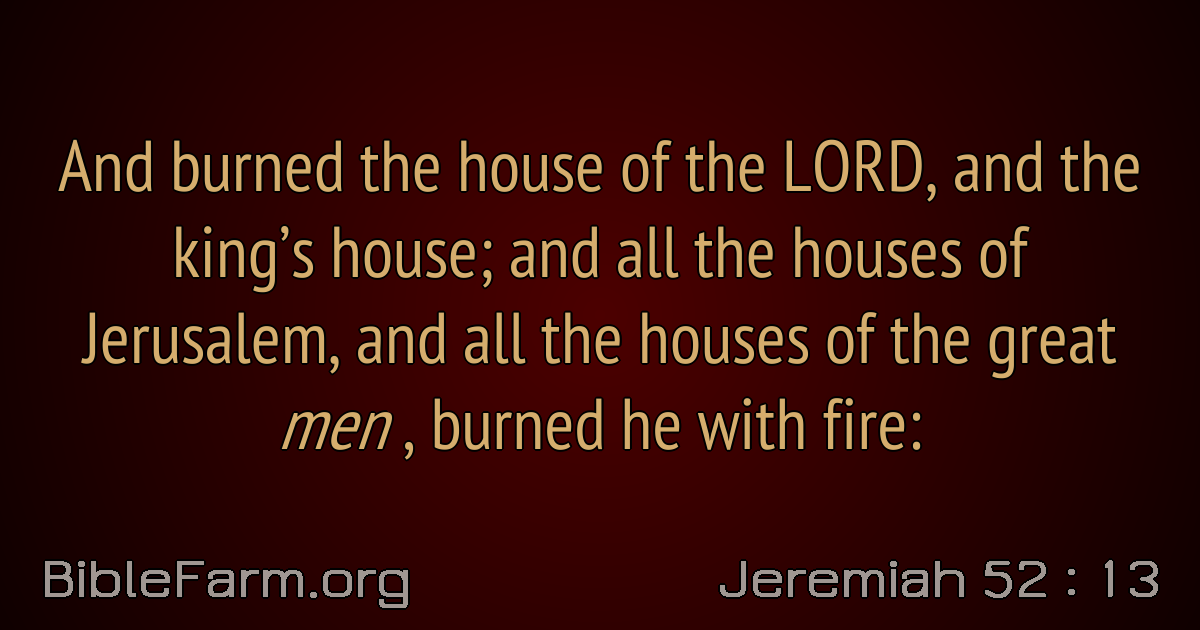 And burned the house of the LORD, and the
king’s house; and all the houses of
Jerusalem, and all the houses of the great
men , burned he with fire:
BibleFarm.org
Jeremiah 52 : 13